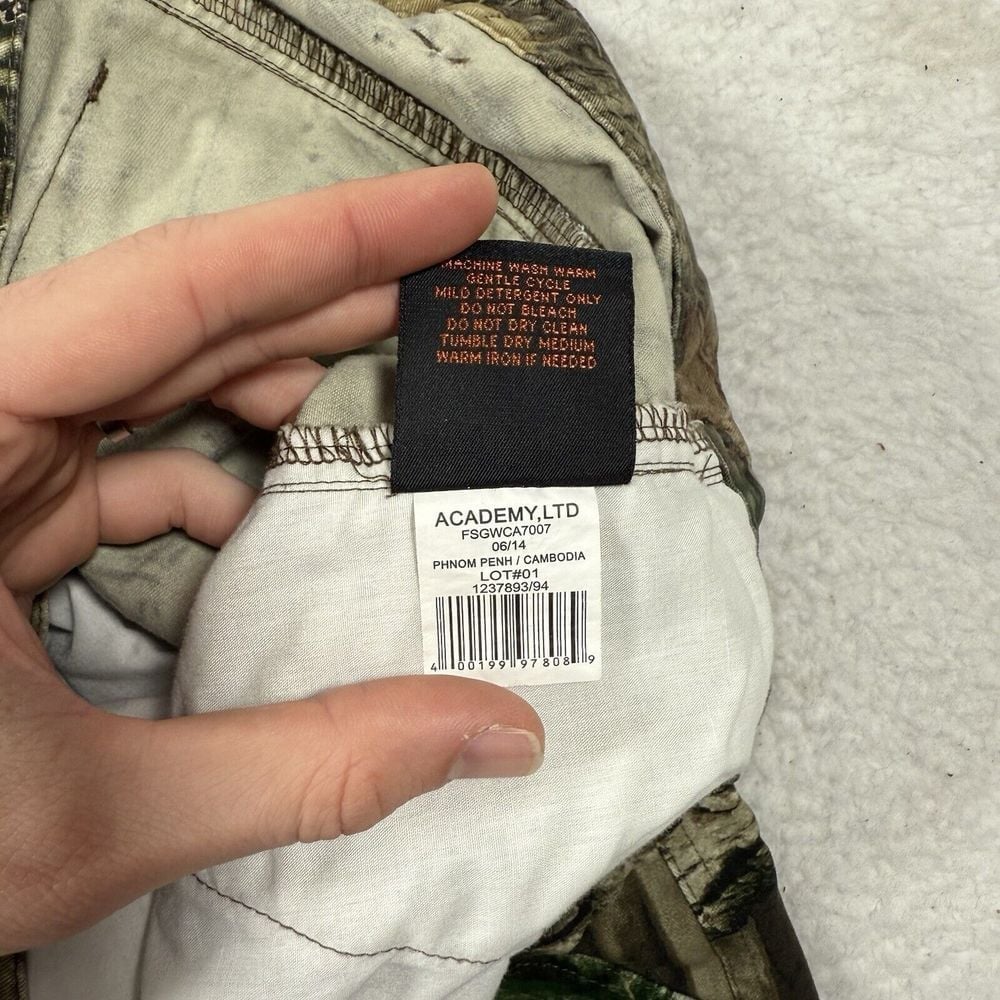 MACHINE WASH WARM
GENTLE CYCLE
MILD DETERGENT ONLY
DO NOT BLEACH
DO NOT DRY CLEAN
TUMBLE DRY MEDIUM
WARM IRON IF NEEDED
ACADEMY,LTD
FSGWCA7007
06/14
PHNOM PENH / CAMBODIA
LOT#01
1237893/94
4 00199 97808 9